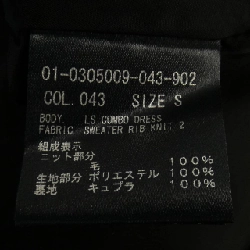 01-0305009-043-902
COL. 043 SIZE S
BODY. LS COMBO DRESS
FABRIC SWEATER RIB KNIT 2
組成表示
ニット部分
毛 100%
生地部分 ポリエステル 100%
裏地 キュプラ 100%